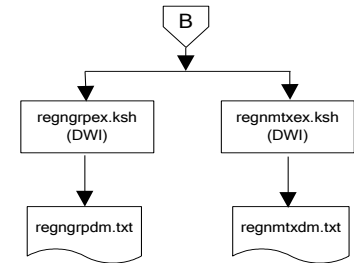 B
regngrpex.ksh
(DWI)
regnmtxex.ksh
(DWI)
regngrpdm.txt
regnmtxdm.txt